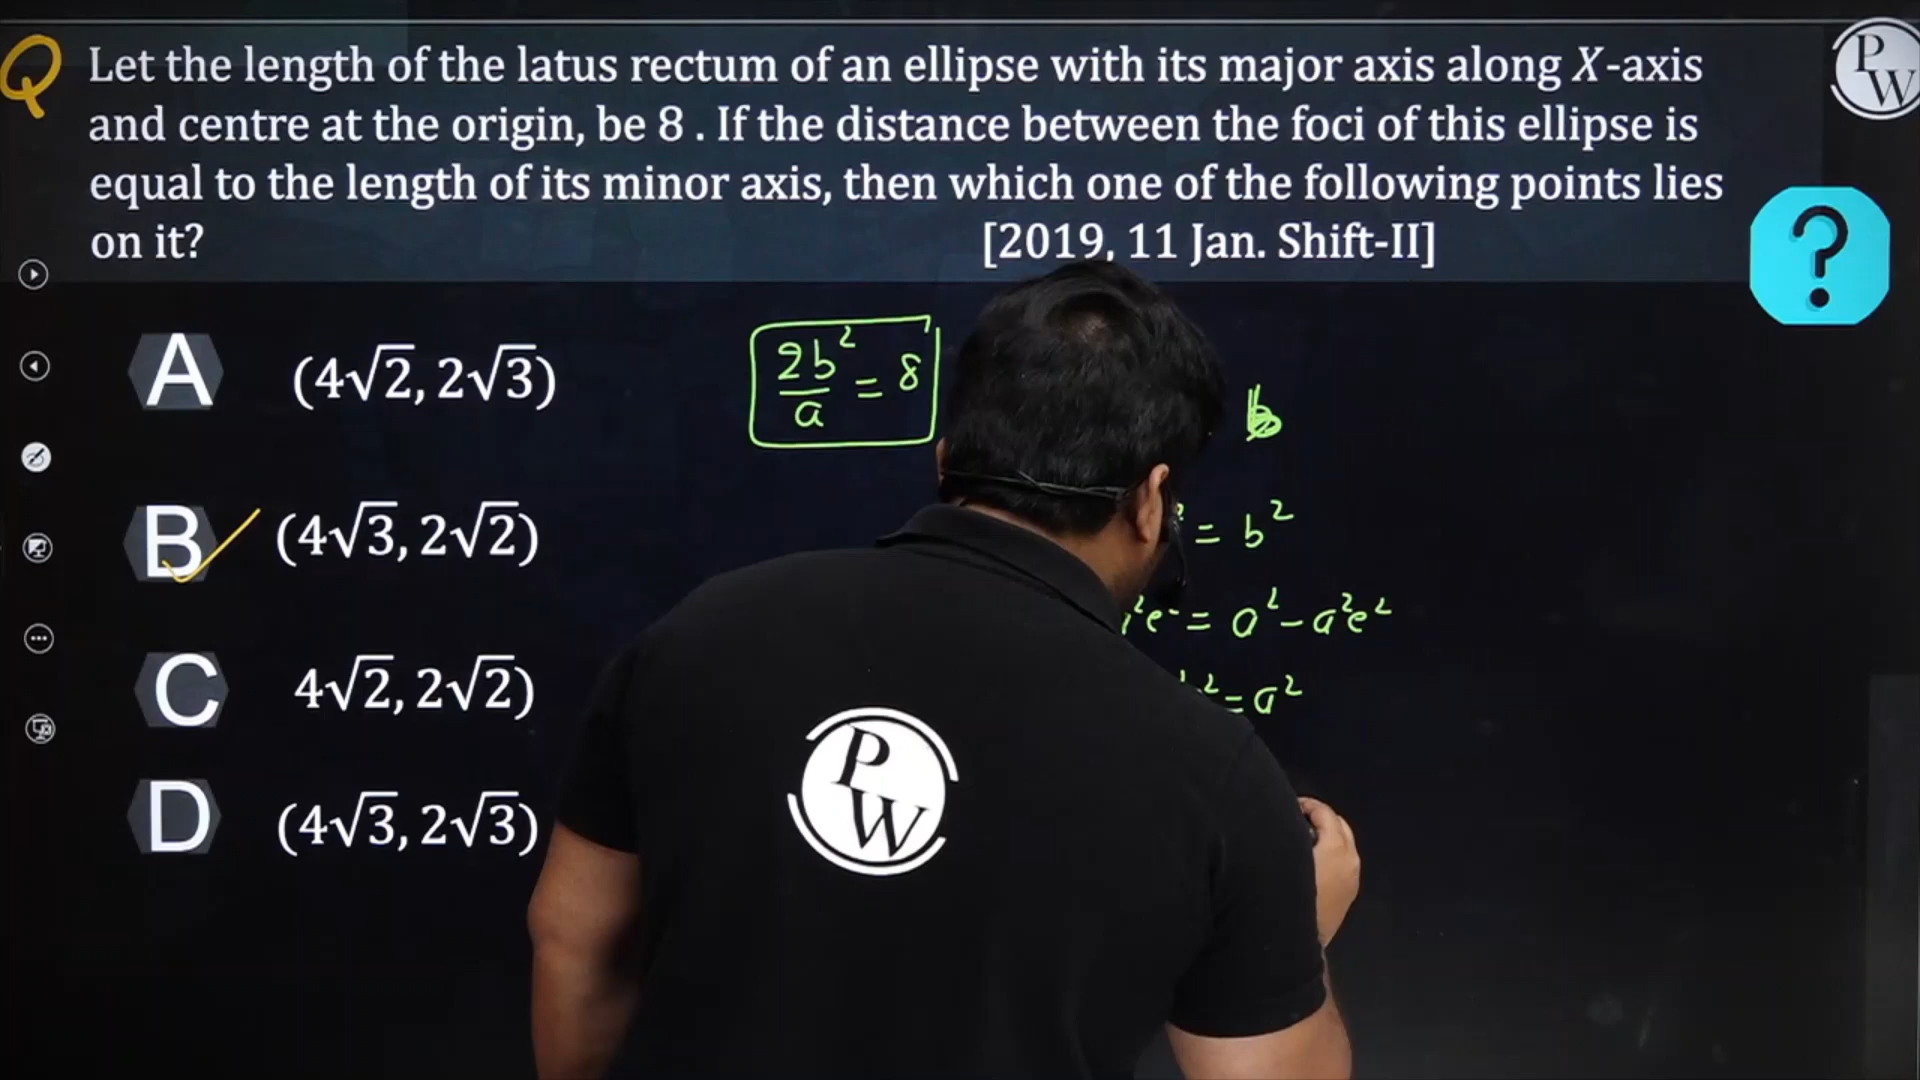 Q Let the length of the latus rectum of an ellipse with its major axis along X-axis
and centre at the origin, be 8 . If the distance between the foci of this ellipse is
equal to the length of its minor axis, then which one of the following points lies
on it? [2019, 11 Jan. Shift-II]
PW
?
A (4√2, 2√3)
2b²/a = 8
b
B (4√3, 2√2)
= b²
²e² = a² − a²e²
C 4√2, 2√2)
² = a²
D (4√3, 2√3)
PW